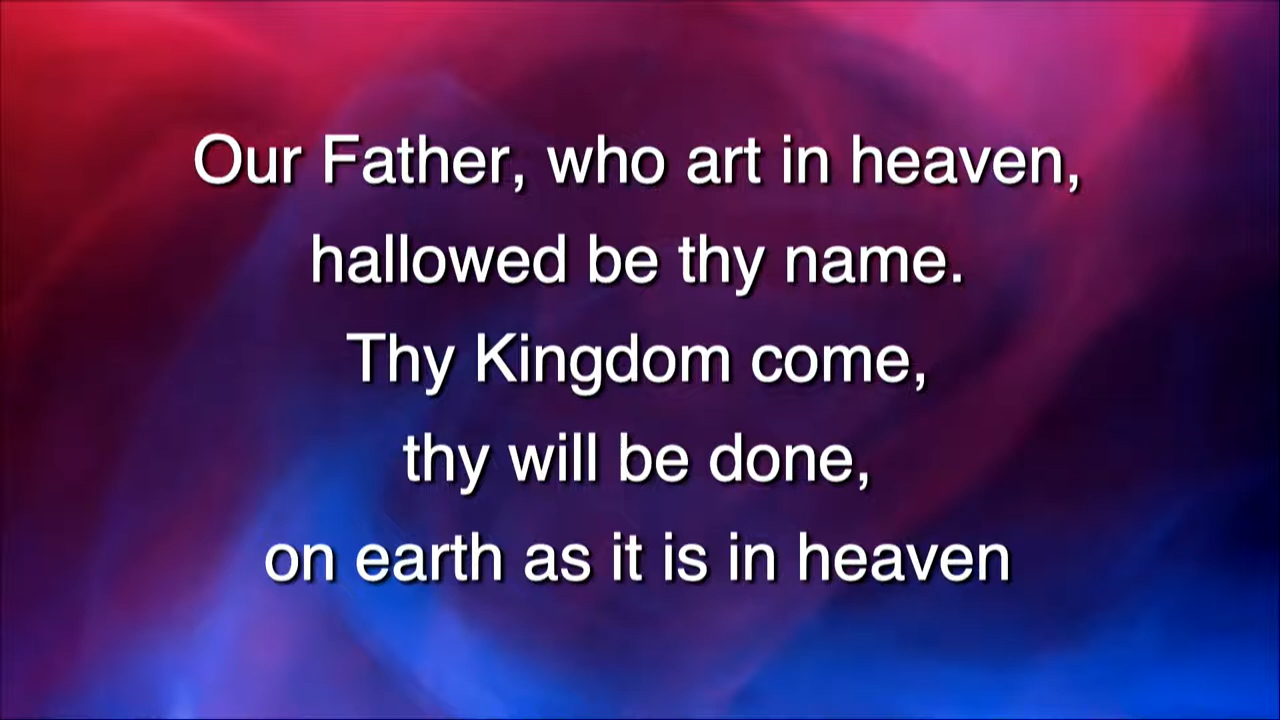 Our Father, who art in heaven,
hallowed be thy name.
Thy Kingdom come,
thy will be done,
on earth as it is in heaven